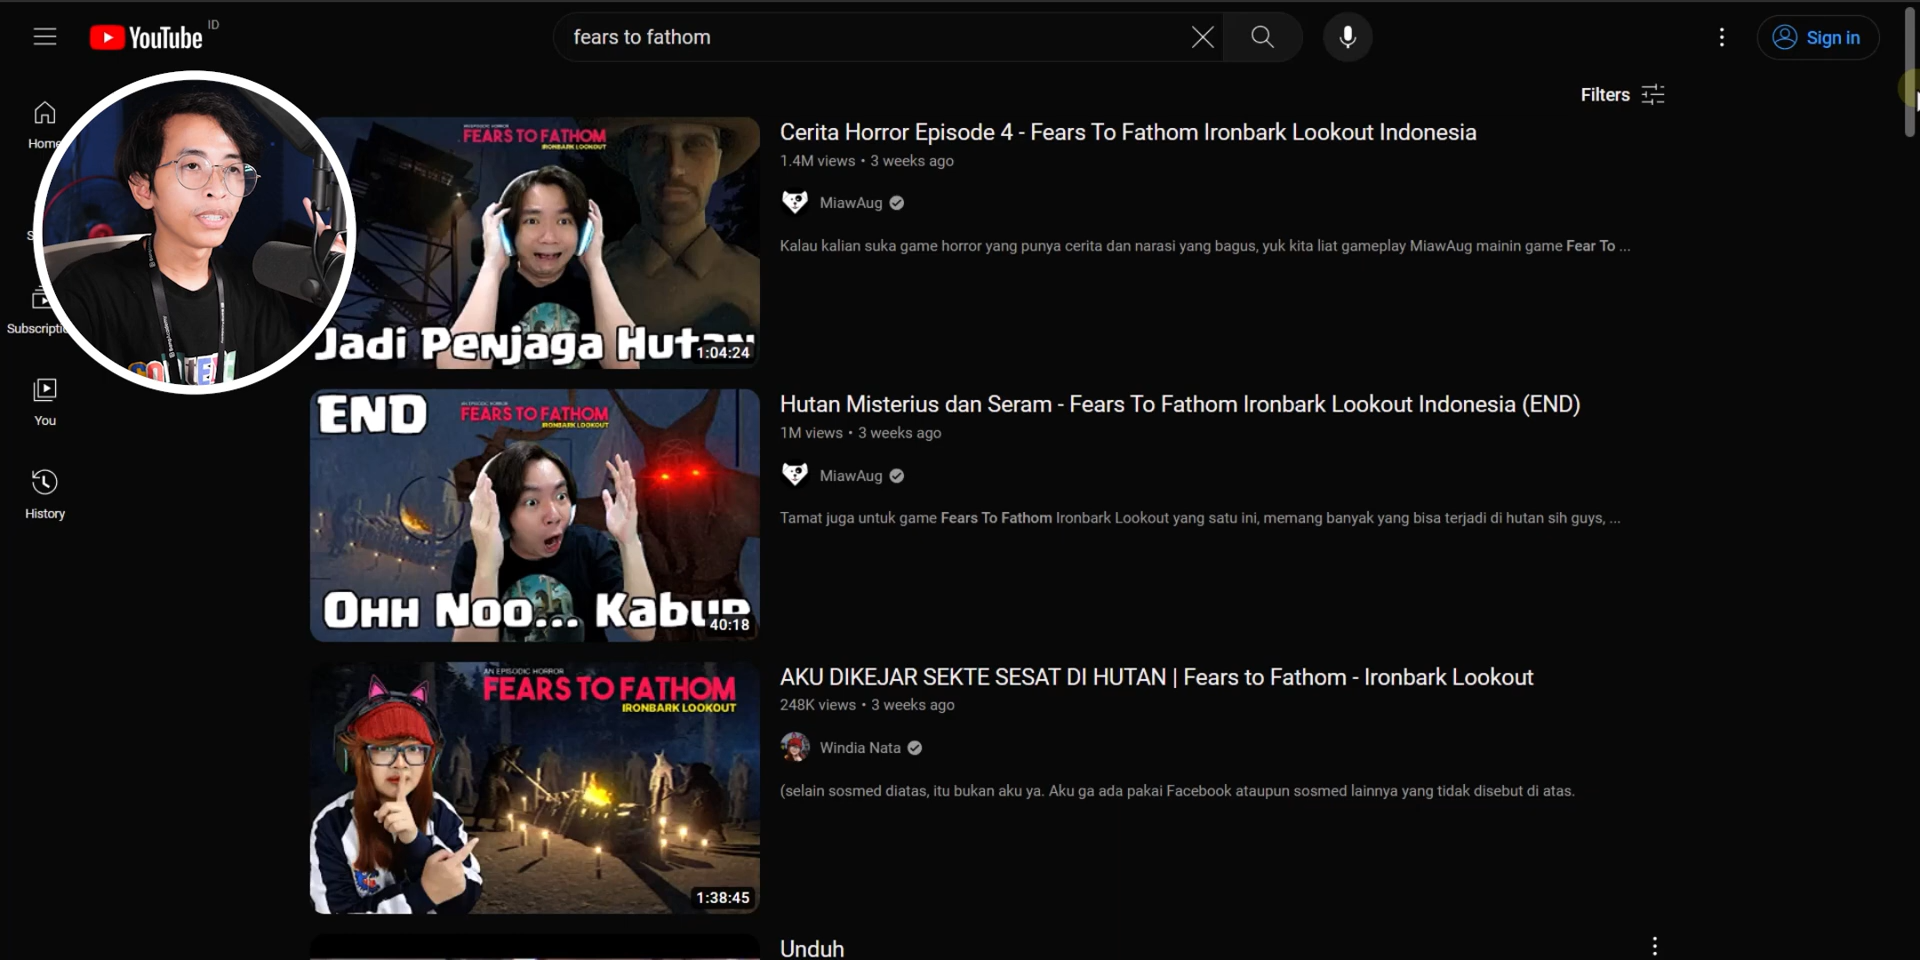 YouTube ID
fears to fathom
Sign in
Filters
Home
Subscriptio
You
History
FEARS TO FATHOM
IRONBARK LOOKOUT
Jadi Penjaga Hutan
1:04:24
Cerita Horror Episode 4 - Fears To Fathom Ironbark Lookout Indonesia
1.4M views • 3 weeks ago
MiawAug
Kalau kalian suka game horror yang punya cerita dan narasi yang bagus, yuk kita liat gameplay MiawAug mainin game Fear To ...
END
FEARS TO FATHOM
IRONBARK LOOKOUT
Ohh Noo... Kabur
40:18
Hutan Misterius dan Seram - Fears To Fathom Ironbark Lookout Indonesia (END)
1M views • 3 weeks ago
MiawAug
Tamat juga untuk game Fears To Fathom Ironbark Lookout yang satu ini, memang banyak yang bisa terjadi di hutan sih guys, ...
AN EPISODIC HORROR
FEARS TO FATHOM
IRONBARK LOOKOUT
1:38:45
AKU DIKEJAR SEKTE SESAT DI HUTAN | Fears to Fathom - Ironbark Lookout
248K views • 3 weeks ago
Windia Nata
(selain sosmed diatas, itu bukan aku ya. Aku ga ada pakai Facebook ataupun sosmed lainnya yang tidak disebut di atas.
Unduh